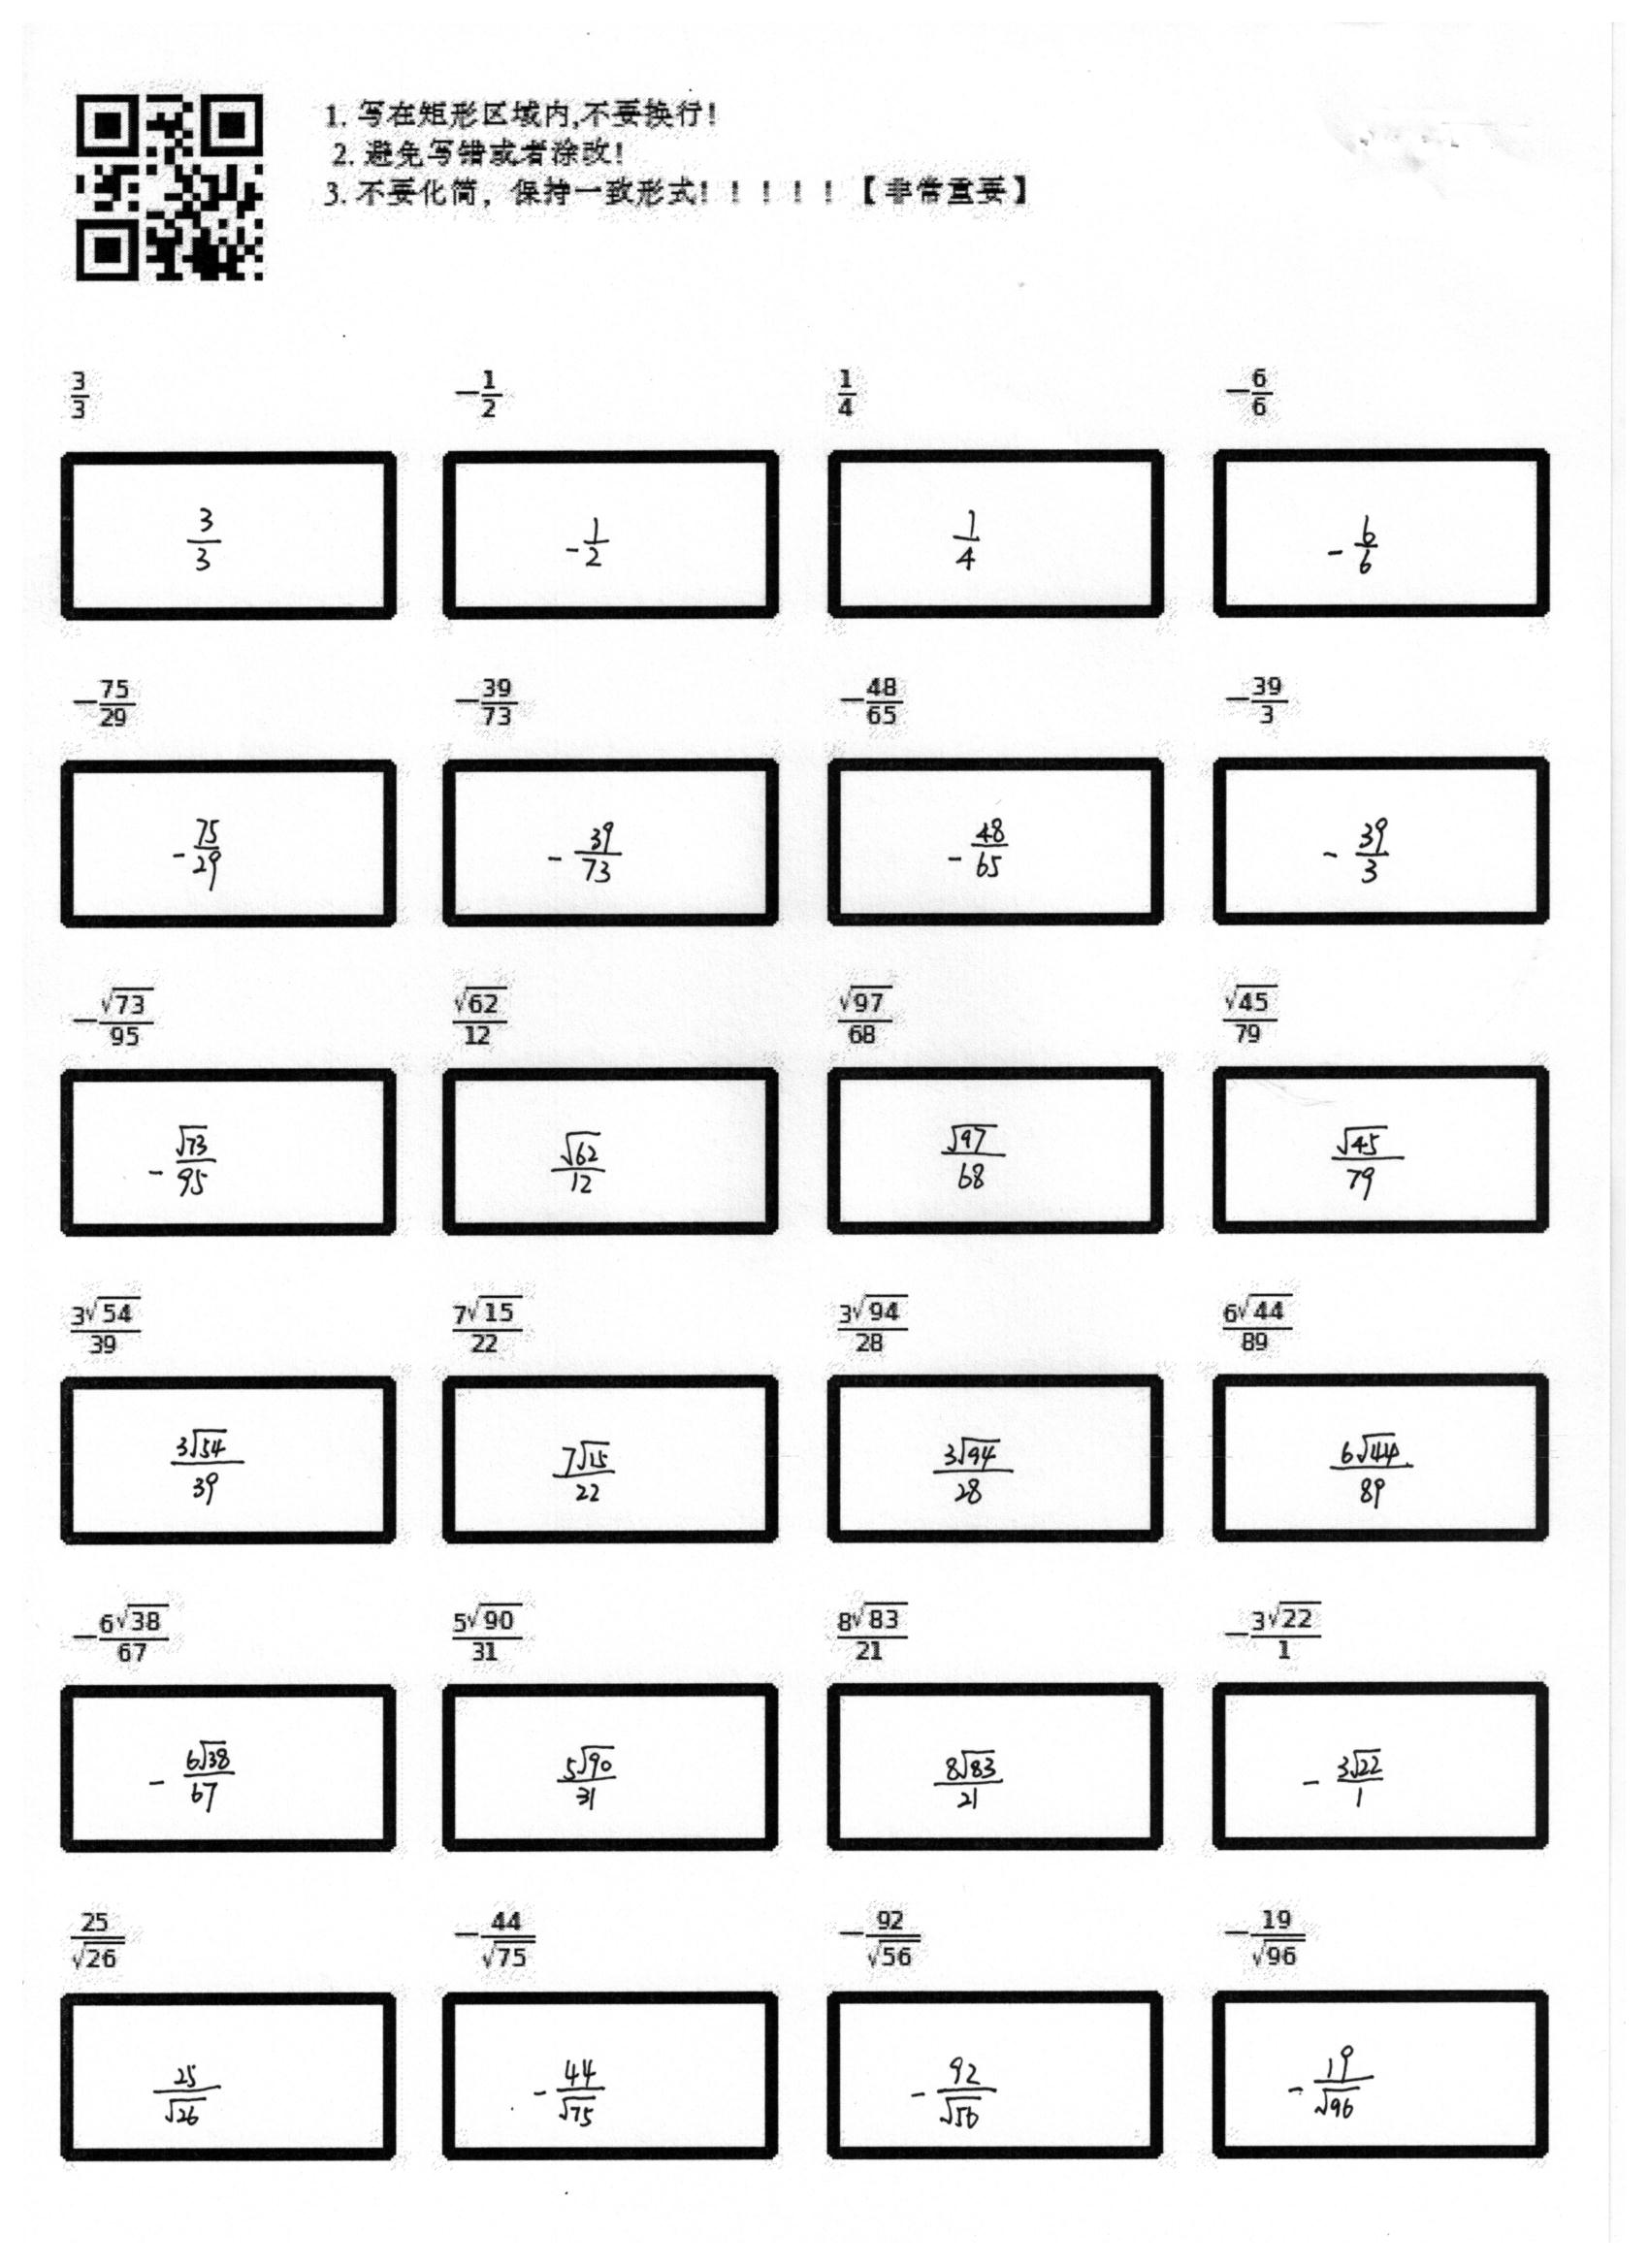 1. 写在矩形区域内,不要换行!
2. 避免写错或者涂改!
3. 不要化简，保持一致形式! ! ! ! ! 【非常重要】
$\frac{3}{3}$ $-\frac{1}{2}$ $\frac{1}{4}$ $-\frac{6}{6}$
$\frac{3}{3}$ $-\frac{1}{2}$ $\frac{1}{4}$ $-\frac{6}{6}$
$-\frac{75}{29}$ $-\frac{39}{73}$ $-\frac{48}{65}$ $-\frac{39}{3}$
$-\frac{75}{29}$ $-\frac{39}{73}$ $-\frac{48}{65}$ $-\frac{39}{3}$
$-\frac{\sqrt{73}}{95}$ $\frac{\sqrt{62}}{12}$ $\frac{\sqrt{97}}{68}$ $\frac{\sqrt{45}}{79}$
$-\frac{\sqrt{73}}{95}$ $\frac{\sqrt{62}}{12}$ $\frac{\sqrt{97}}{68}$ $\frac{\sqrt{45}}{79}$
$\frac{3\sqrt{54}}{39}$ $\frac{7\sqrt{15}}{22}$ $\frac{3\sqrt{94}}{28}$ $\frac{6\sqrt{44}}{89}$
$\frac{3\sqrt{54}}{39}$ $\frac{7\sqrt{15}}{22}$ $\frac{3\sqrt{94}}{28}$ $\frac{6\sqrt{44}}{89}$
$-\frac{6\sqrt{38}}{67}$ $\frac{5\sqrt{90}}{31}$ $\frac{8\sqrt{83}}{21}$ $-\frac{3\sqrt{22}}{1}$
$-\frac{6\sqrt{38}}{67}$ $\frac{5\sqrt{90}}{31}$ $\frac{8\sqrt{83}}{21}$ $-\frac{3\sqrt{22}}{1}$
$\frac{25}{\sqrt{26}}$ $-\frac{44}{\sqrt{75}}$ $-\frac{92}{\sqrt{56}}$ $-\frac{19}{\sqrt{96}}$
$\frac{25}{\sqrt{26}}$ $-\frac{44}{\sqrt{75}}$ $-\frac{92}{\sqrt{56}}$ $-\frac{19}{\sqrt{96}}$